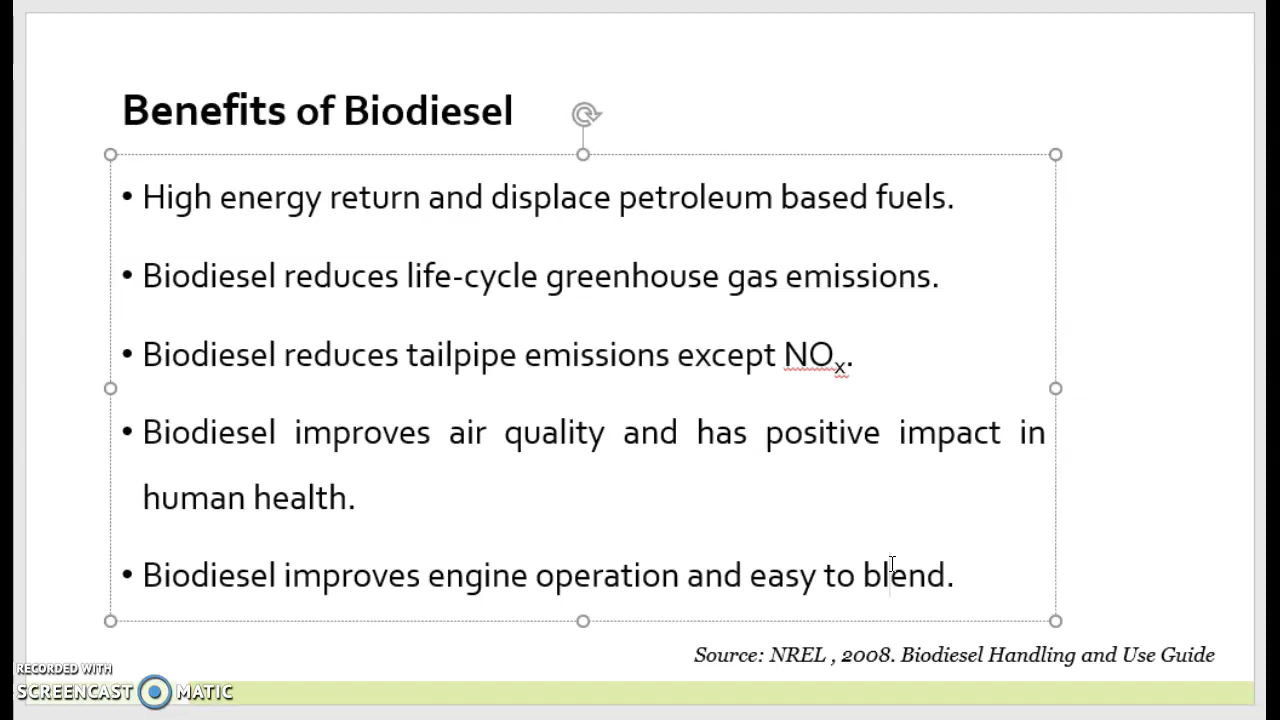 Benefits of Biodiesel
• High energy return and displace petroleum based fuels.
• Biodiesel reduces life-cycle greenhouse gas emissions.
• Biodiesel reduces tailpipe emissions except NOₓ.
• Biodiesel improves air quality and has positive impact in
human health.
• Biodiesel improves engine operation and easy to blend.
Source: NREL , 2008. Biodiesel Handling and Use Guide
RECORDED WITH
SCREENCAST MATIC